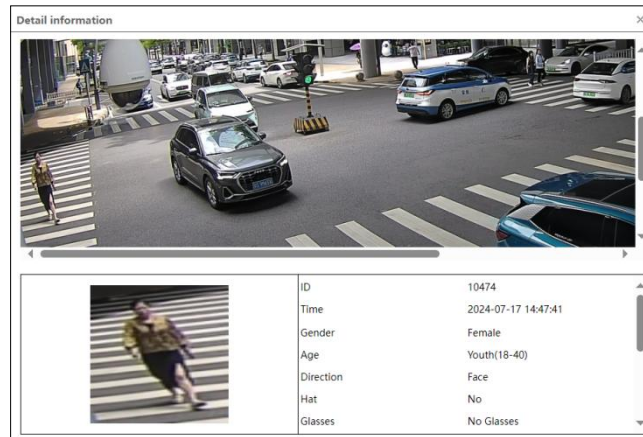 Detail information
ID 10474
Time 2024-07-17 14:47:41
Gender Female
Age Youth(18-40)
Direction Face
Hat No
Glasses No Glasses